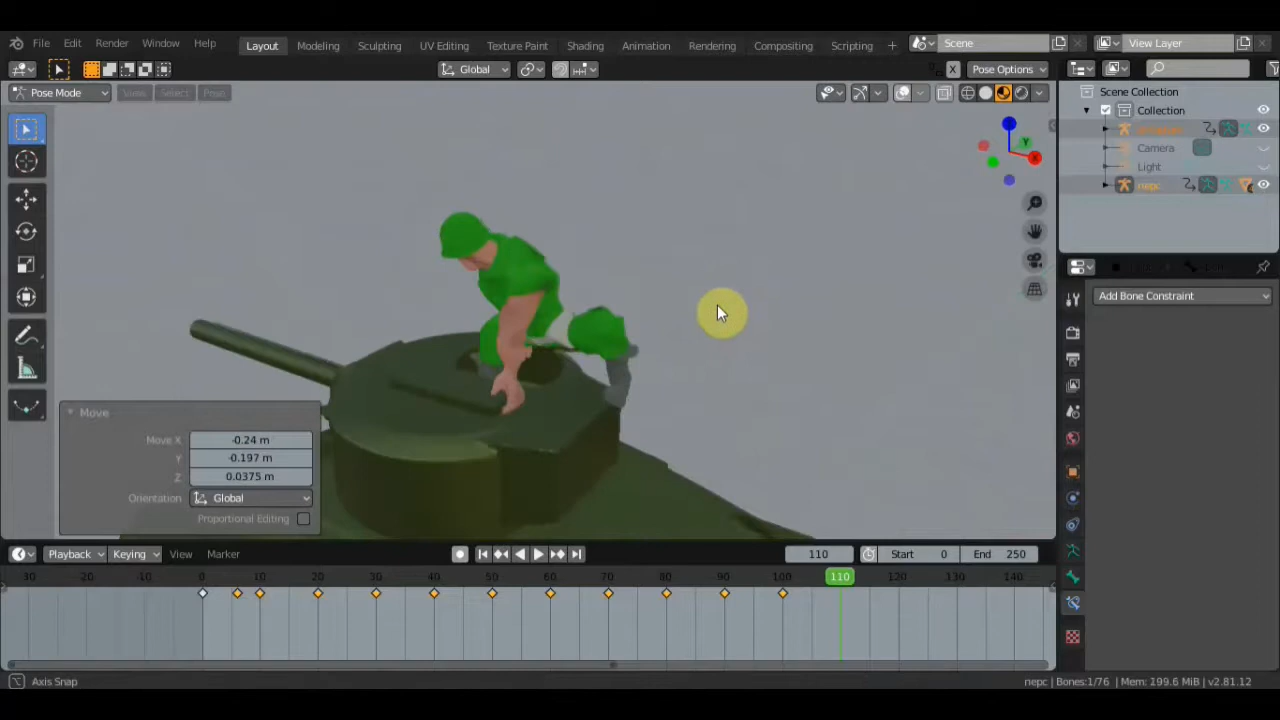 File Edit Render Window Help Layout Modeling Sculpting UV Editing Texture Paint Shading Animation Rendering Compositing Scripting + Scene View Layer
Global X Pose Options
Pose Mode View Select Pose
Scene Collection
Collection
Camera
Light
nepc
Add Bone Constraint
Z
Y
X
Move
Move X -0.24 m
Y -0.197 m
Z 0.0375 m
Orientation Global
Proportional Editing
Playback Keying View Marker 110 Start 0 End 250
30 20 10 0 10 20 30 40 50 60 70 80 90 100 110 120 130 140
Axis Snap nepc | Bones:1/76 | Mem: 199.6 MiB | v2.81.12